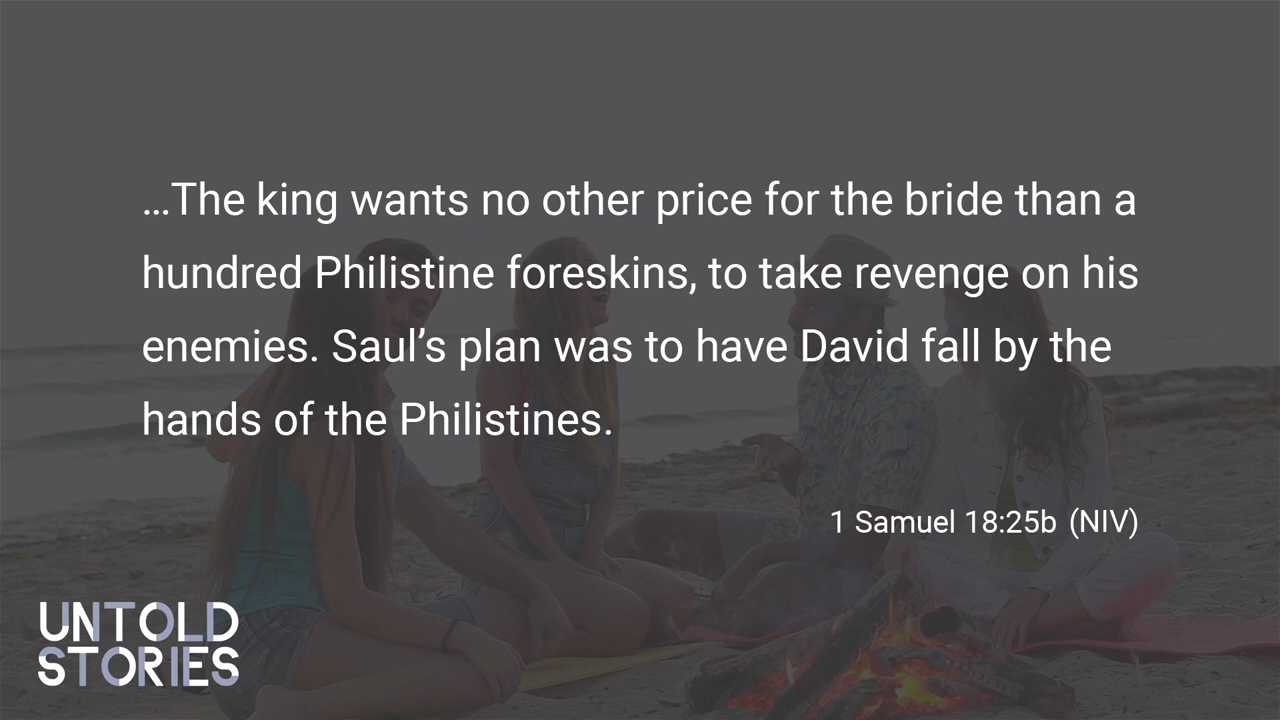 …The king wants no other price for the bride than a
hundred Philistine foreskins, to take revenge on his
enemies. Saul’s plan was to have David fall by the
hands of the Philistines.
1 Samuel 18:25b (NIV)
UNTOLD
STORIES